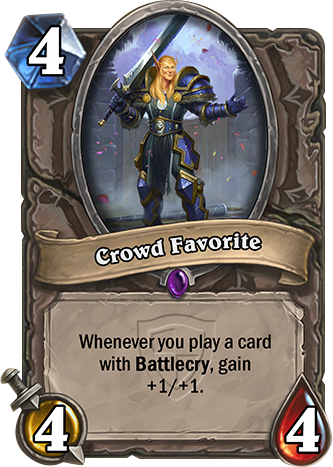 4
Crowd Favorite
Whenever you play a card
with Battlecry, gain
+1/+1.
4
4